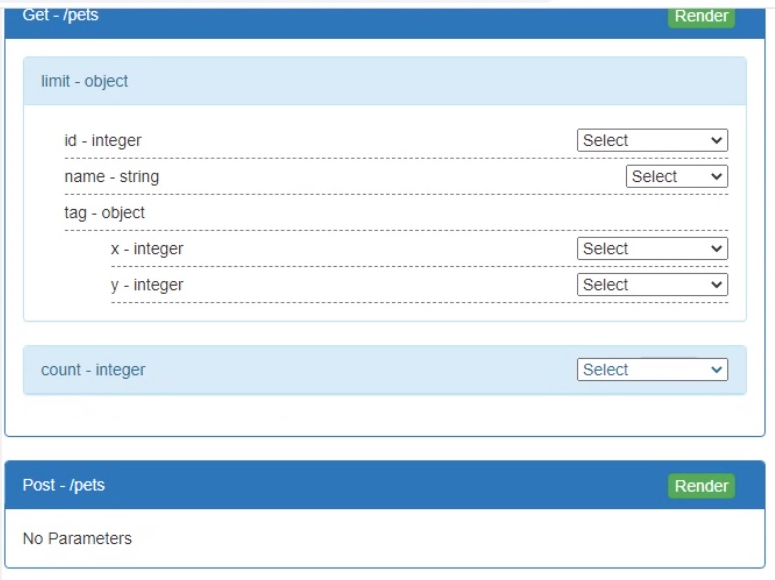 Get - /pets Render
limit - object
id - integer Select
name - string Select
tag - object
x - integer Select
y - integer Select
count - integer Select
Post - /pets Render
No Parameters